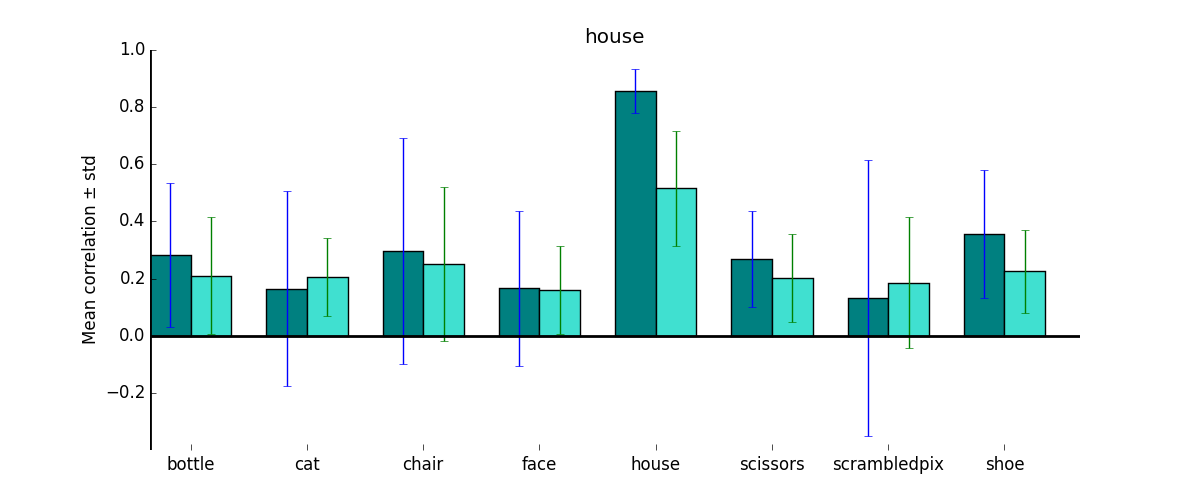 house
Mean correlation ± std
1.0
0.8
0.6
0.4
0.2
0.0
−0.2
bottle cat chair face house scissors scrambledpix shoe